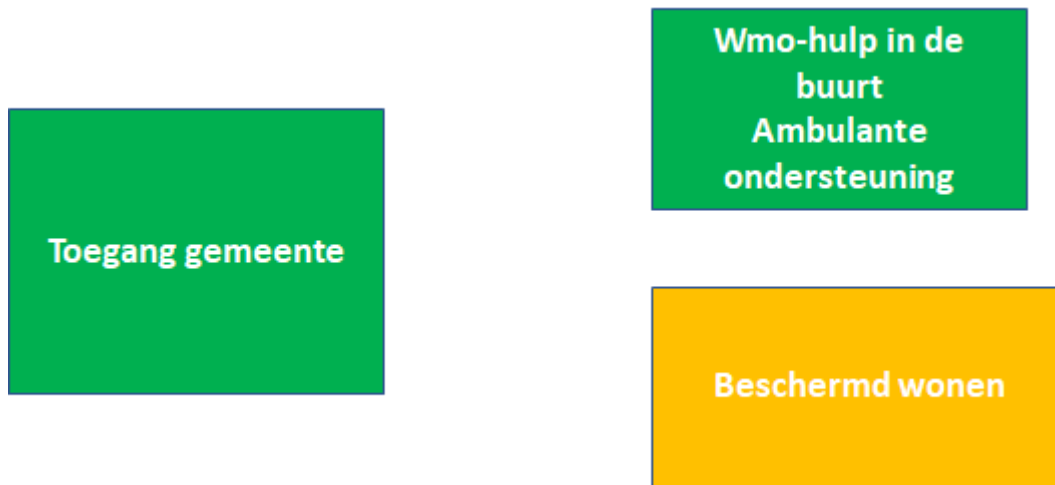 Toegang gemeente
Wmo-hulp in de
buurt
Ambulante
ondersteuning
Beschermd wonen